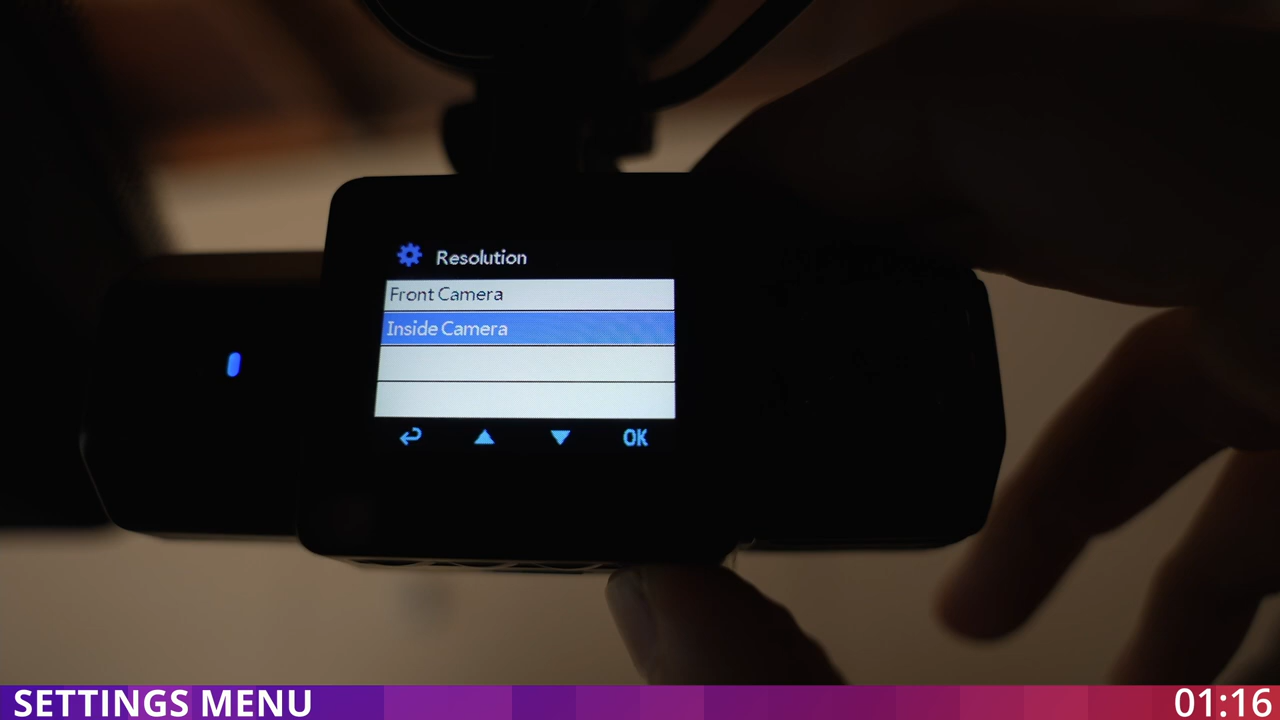 Resolution
Front Camera
Inside Camera
OK
SETTINGS MENU
01:16